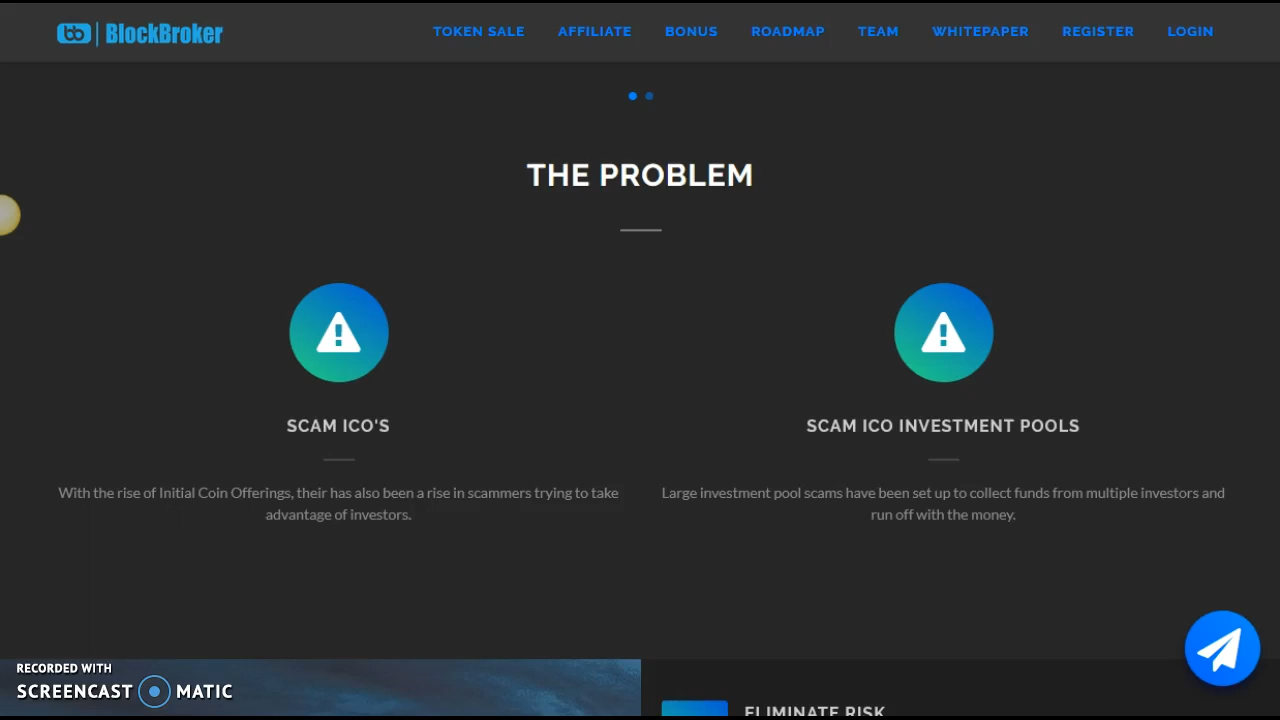 bb | BlockBroker
TOKEN SALE AFFILIATE BONUS ROADMAP TEAM WHITEPAPER REGISTER LOGIN
THE PROBLEM
SCAM ICO'S
With the rise of Initial Coin Offerings, their has also been a rise in scammers trying to take
advantage of investors.
SCAM ICO INVESTMENT POOLS
Large investment pool scams have been set up to collect funds from multiple investors and
run off with the money.
RECORDED WITH
SCREENCAST MATIC
ELIMINATE RISK